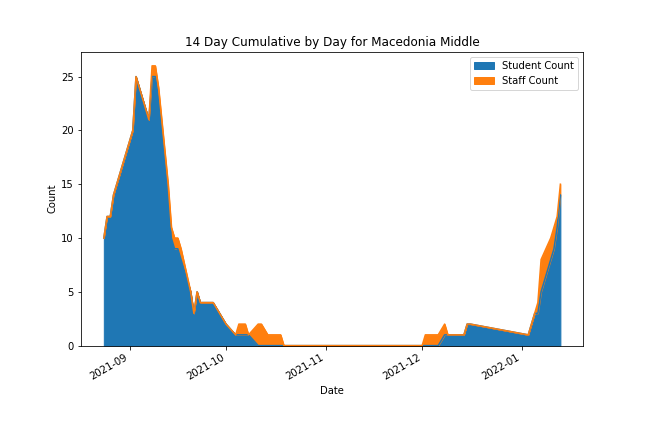 14 Day Cumulative by Day for Macedonia Middle
Student Count
Staff Count
25
20
15
10
5
0
Count
2021-09
2021-10
2021-11
2021-12
2022-01
Date